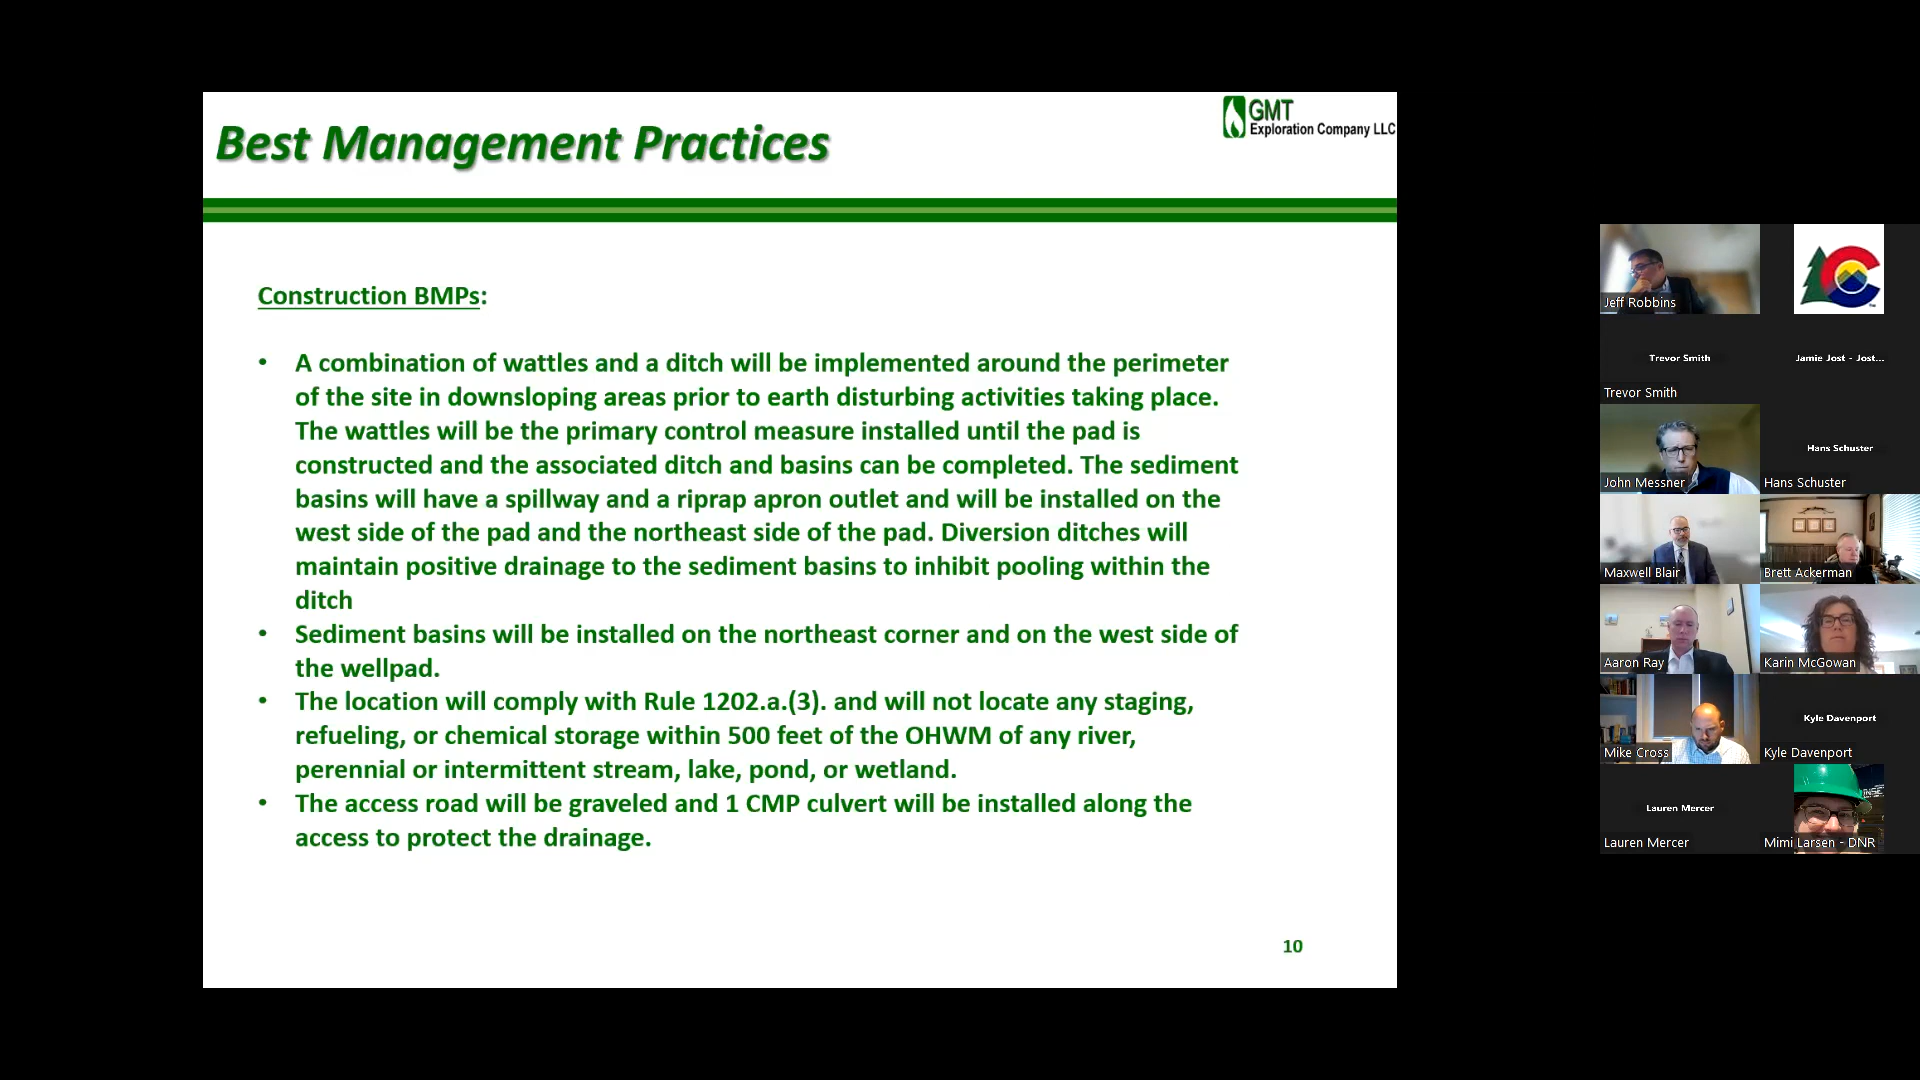 Best Management Practices
GMT
Exploration Company LLC
Construction BMPs:
• A combination of wattles and a ditch will be implemented around the perimeter
of the site in downsloping areas prior to earth disturbing activities taking place.
The wattles will be the primary control measure installed until the pad is
constructed and the associated ditch and basins can be completed. The sediment
basins will have a spillway and a riprap apron outlet and will be installed on the
west side of the pad and the northeast side of the pad. Diversion ditches will
maintain positive drainage to the sediment basins to inhibit pooling within the
ditch
• Sediment basins will be installed on the northeast corner and on the west side of
the wellpad.
• The location will comply with Rule 1202.a.(3). and will not locate any staging,
refueling, or chemical storage within 500 feet of the OHWM of any river,
perennial or intermittent stream, lake, pond, or wetland.
• The access road will be graveled and 1 CMP culvert will be installed along the
access to protect the drainage.
10
Jeff Robbins
Trevor Smith
Trevor Smith
Jamie Jost - Jost...
John Messner
Hans Schuster
Hans Schuster
Maxwell Blair
Brett Ackerman
Aaron Ray
Karin McGowan
Mike Cross
Kyle Davenport
Kyle Davenport
Lauren Mercer
Lauren Mercer
Mimi Larsen - DNR